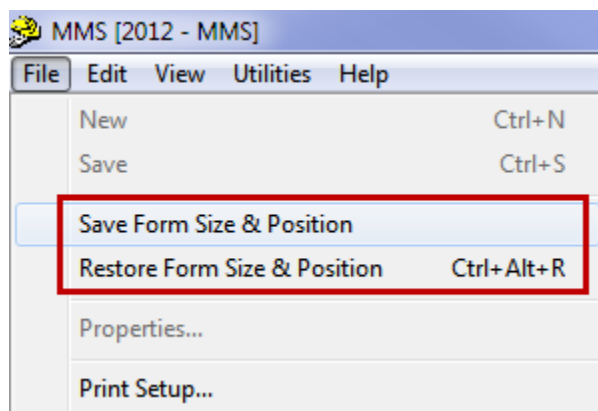 MMS [2012 - MMS]
File Edit View Utilities Help
New Ctrl+N
Save Ctrl+S
Save Form Size & Position
Restore Form Size & Position Ctrl+Alt+R
Properties...
Print Setup...